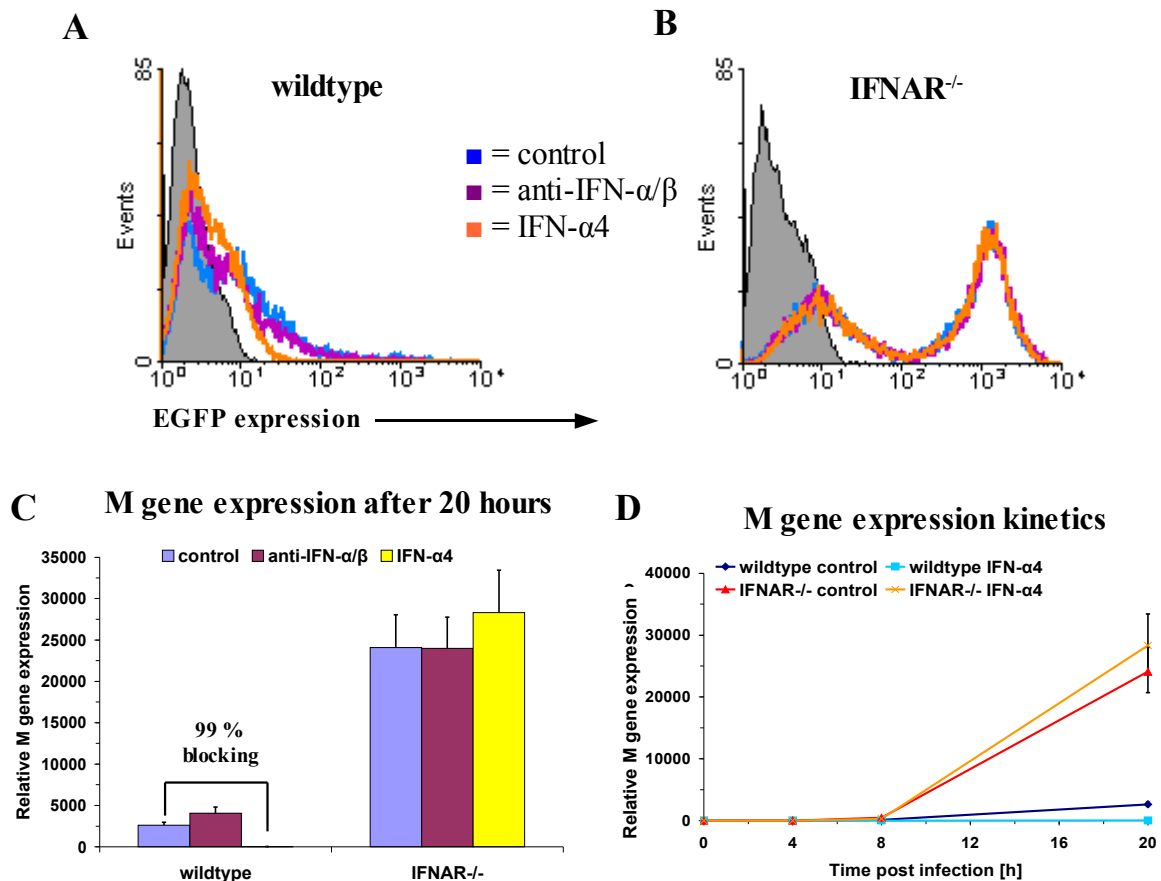 A
B
85
wildtype
Events
0
10⁰ 10¹ 10² 10³ 10⁴
EGFP expression
= control
= anti-IFN-α/β
= IFN-α4
85
IFNAR-/-
Events
0
10⁰ 10¹ 10² 10³ 10⁴
C M gene expression after 20 hours
control anti-IFN-α/β IFN-α4
Relative M gene expression
35000
30000
25000
20000
15000
10000
5000
0
99 %
blocking
wildtype IFNAR-/-
D M gene expression kinetics
wildtype control wildtype IFN-α4
IFNAR-/- control IFNAR-/- IFN-α4
Relative M gene expression
40000
30000
20000
10000
0
0 4 8 12 16 20
Time post infection [h]